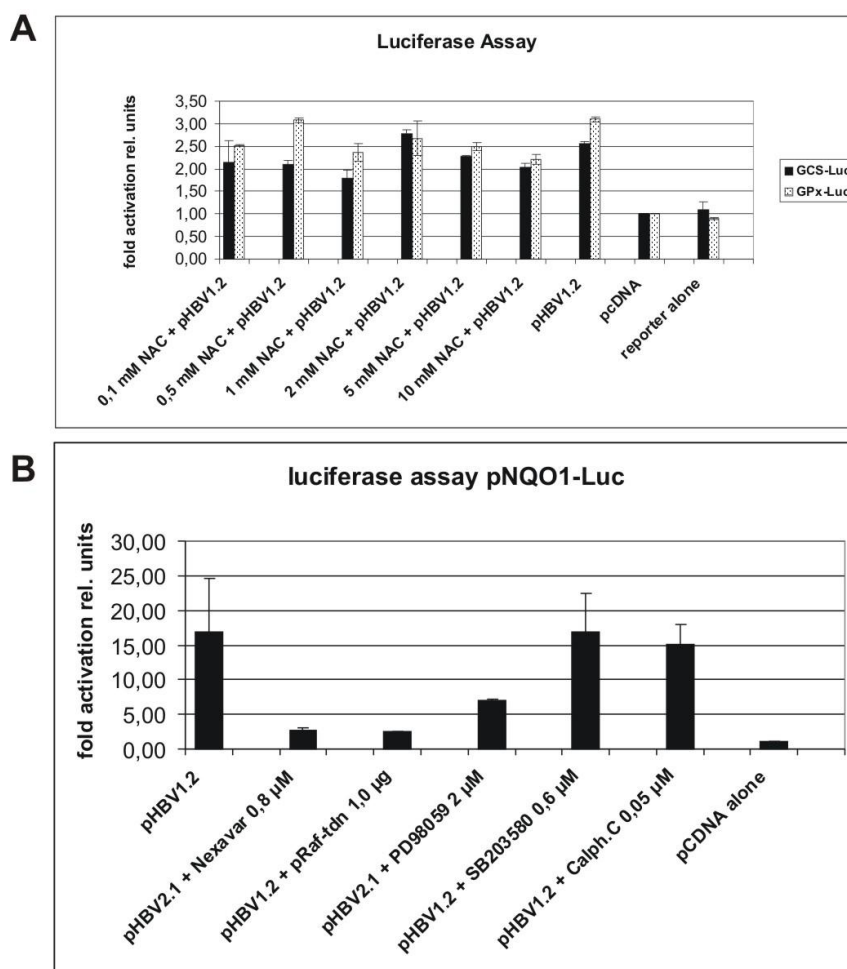 A
Luciferase Assay
fold activation rel. units
3,50
3,00
2,50
2,00
1,50
1,00
0,50
0,00
0,1 mM NAC + pHBV1.2
0,5 mM NAC + pHBV1.2
1 mM NAC + pHBV1.2
2 mM NAC + pHBV1.2
5 mM NAC + pHBV1.2
10 mM NAC + pHBV1.2
pHBV1.2
pcDNA
reporter alone
GCS-Luc
GPx-Luc
B
luciferase assay pNQO1-Luc
fold activation rel. units
30,00
25,00
20,00
15,00
10,00
5,00
0,00
pHBV1.2
pHBV2.1 + Nexavar 0,8 µM
pHBV1.2 + pRaf-tdn 1,0 µg
pHBV2.1 + PD98059 2 µM
pHBV1.2 + SB203580 0,6 µM
pHBV1.2 + Calph.C 0,05 µM
pCDNA alone